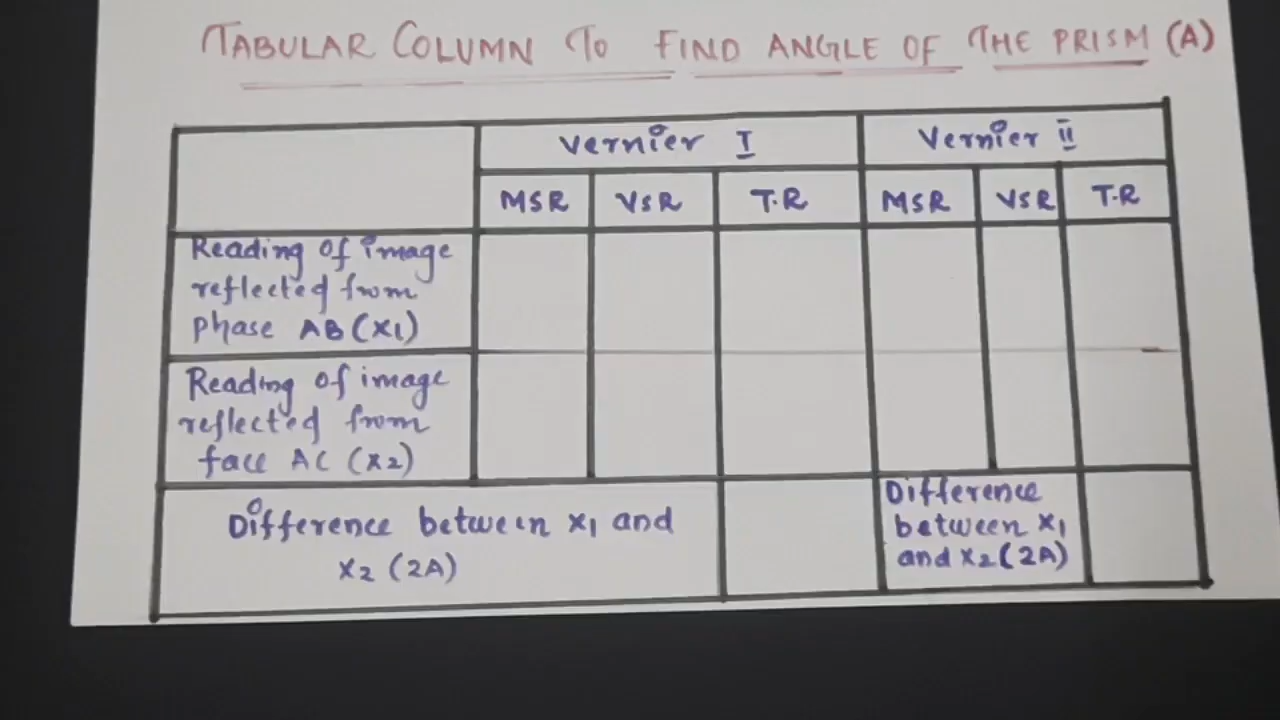 TABULAR COLUMN TO FIND ANGLE OF THE PRISM (A)
Vernier I
Vernier II
MSR VSR T.R MSR VSR T.R
Reading of image
reflected from
phase AB (X1)
Reading of image
reflected from
face AC (X2)
Difference between X1 and
X2 (2A)
Difference
between X1
and X2 (2A)